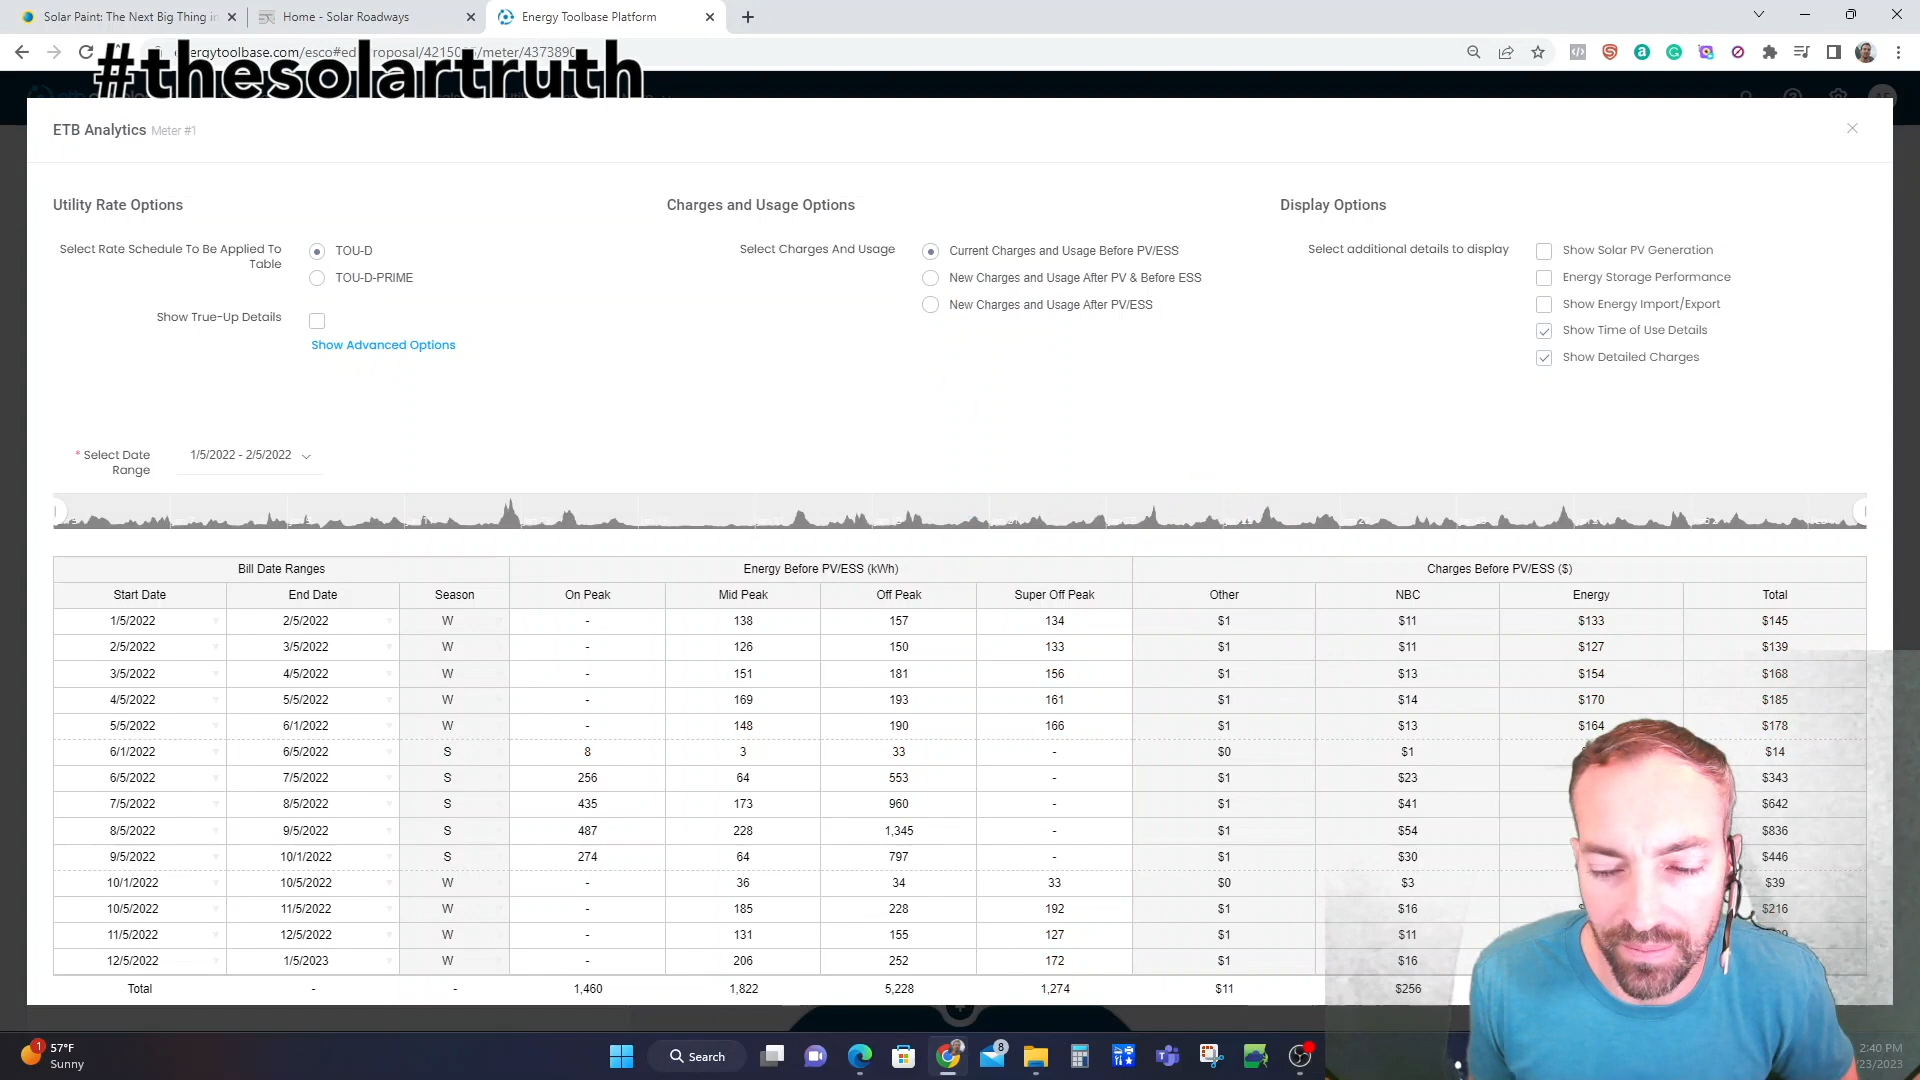 Solar Paint: The Next Big Thing in
Home - Solar Roadways
Energy Toolbase Platform
#thesolartruth
ETB Analytics Meter #1
Utility Rate Options
Charges and Usage Options
Display Options
Select Rate Schedule To Be Applied To
Table
TOU-D
TOU-D-PRIME
Show True-Up Details
Show Advanced Options
Select Charges And Usage
Current Charges and Usage Before PV/ESS
New Charges and Usage After PV & Before ESS
New Charges and Usage After PV/ESS
Select additional details to display
Show Solar PV Generation
Energy Storage Performance
Show Energy Import/Export
Show Time of Use Details
Show Detailed Charges
* Select Date
Range
1/5/2022 - 2/5/2022
Bill Date Ranges Energy Before PV/ESS (kWh) Charges Before PV/ESS ($)
Start Date End Date Season On Peak Mid Peak Off Peak Super Off Peak Other NBC Energy Total
1/5/2022 2/5/2022 W - 138 157 134 $1 $11 $133 $145
2/5/2022 3/5/2022 W - 126 150 133 $1 $11 $127 $139
3/5/2022 4/5/2022 W - 151 181 156 $1 $13 $154 $168
4/5/2022 5/5/2022 W - 169 193 161 $1 $14 $170 $185
5/5/2022 6/1/2022 W - 148 190 166 $1 $13 $164 $178
6/1/2022 6/5/2022 S 8 3 33 - $0 $1 $14
6/5/2022 7/5/2022 S 256 64 553 - $1 $23 $343
7/5/2022 8/5/2022 S 435 173 960 - $1 $41 $642
8/5/2022 9/5/2022 S 487 228 1,345 - $1 $54 $836
9/5/2022 10/1/2022 S 274 64 797 - $1 $30 $446
10/1/2022 10/5/2022 W - 36 34 33 $0 $3 $39
10/5/2022 11/5/2022 W - 185 228 192 $1 $16 $216
11/5/2022 12/5/2022 W - 131 155 127 $1 $11
12/5/2022 1/5/2023 W - 206 252 172 $1 $16
Total - - 1,460 1,822 5,228 1,274 $11 $256
57°F
Sunny
1
Search
8
2:40 PM
/23/2023